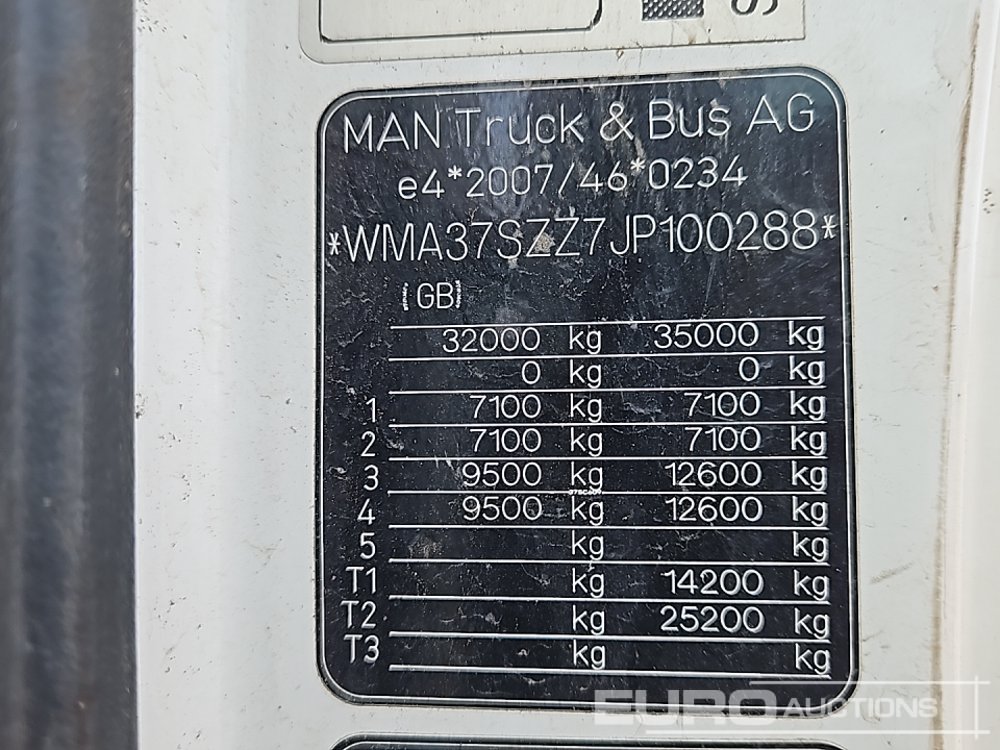 MAN Truck & Bus AG
e4*2007/46*0234
*WMA37SZZ7JP100288*
GB
32000 kg 35000 kg
0 kg 0 kg
1 7100 kg 7100 kg
2 7100 kg 7100 kg
3 9500 kg 12600 kg
4 9500 kg 12600 kg
5 kg kg
T1 kg 14200 kg
T2 kg 25200 kg
T3 kg kg
EURO AUCTIONS